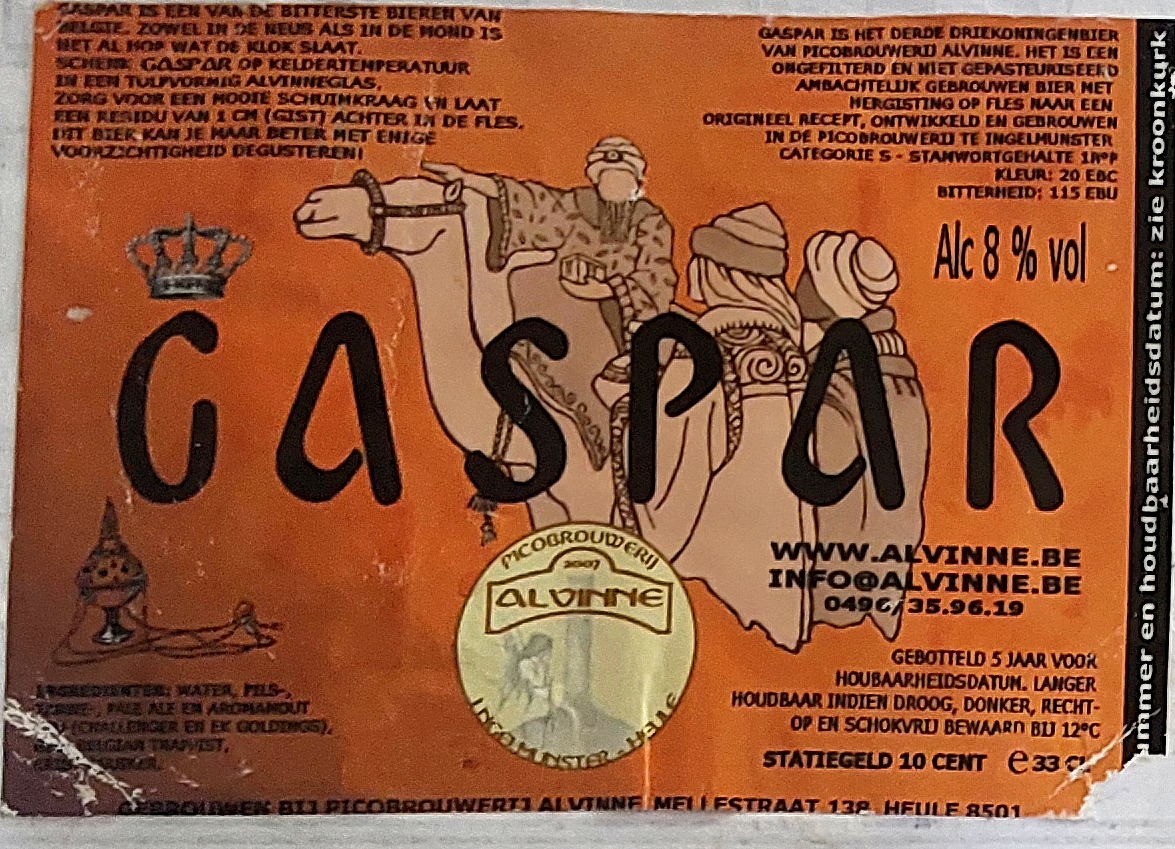 GASPAR IS EEN VAN DE BITTERSTE BIEREN VAN
BELGIE. ZOWEL IN DE NEUS ALS IN DE MOND IS
HET AL HOP WAT DE KLOK SLAAT.
SCHENK GASPAR OP KELDERTEMPERATUUR
IN EEN TULPVORMIG ALVINNEGLAS.
ZORG VOOR EEN MOOIE SCHUIMKRAAG EN LAAT
EEN RESIDU VAN 1 CM (GIST) ACHTER IN DE FLES.
DIT BIER KAN JE MAAR BETER MET ENIGE
VOORZICHTIGHEID DEGUSTEREN!
GASPAR IS HET DERDE DRIEKONINGENBIER
VAN PICOBROUWERIJ ALVINNE. HET IS EEN
ONGEFILTERD EN NIET GEPASTEURISEERD
AMBACHTELIJK GEBROUWEN BIER MET
HERGISTING OP FLES NAAR EEN
ORIGINEEL RECEPT, ONTWIKKELD EN GEBROUWEN
IN DE PICOBROUWERIJ TE INGELMUNSTER
CATEGORIE S - STAMWORTGEHALTE
KLEUR: 20 EBC
BITTERHEID: 115 EBU
Alc 8 % vol
GASPAR
PICOBROUWERIJ
2007
ALVINNE
INGELMUNSTER - HEULE
WWW.ALVINNE.BE
INFO@ALVINNE.BE
0496/35.96.19
GEBOTTELD 5 JAAR VOOR
HOUBAARHEIDSDATUM. LANGER
HOUDBAAR INDIEN DROOG, DONKER, RECHT-
OP EN SCHOKVRIJ BEWAARD BIJ 12°C
STATIEGELD 10 CENT e 33 CL
INGREDIENTEN: WATER, PILS-,
PALE ALE EN AROMAMOUT
(CHALLENGER EN EK GOLDINGS),
BELGIAN TRAPPIST,
GEBROUWEN BIJ PICOBROUWERIJ ALVINNE MELLESTRAAT 138, HEULE 8501
ummer en houdbaarheidsdatum: zie kroonkurk